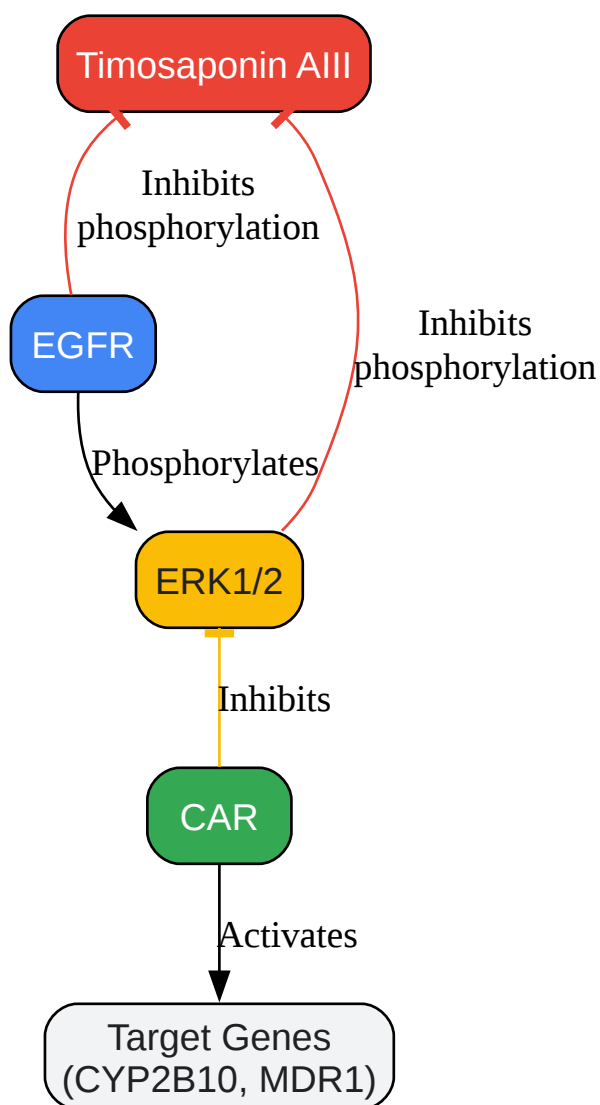 Timosaponin AIII
Inhibits
phosphorylation
Inhibits
phosphorylation
EGFR
Phosphorylates
ERK1/2
Inhibits
CAR
Activates
Target Genes
(CYP2B10, MDR1)